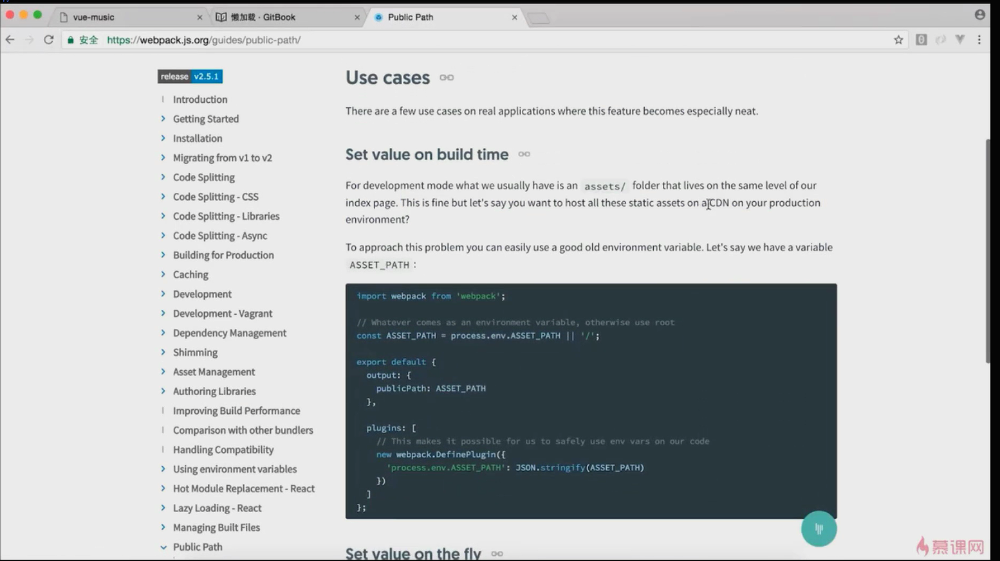 vue-music
懒加载 · GitBook
Public Path
安全 https://webpack.js.org/guides/public-path/
release v2.5.1
Introduction
Getting Started
Installation
Migrating from v1 to v2
Code Splitting
Code Splitting - CSS
Code Splitting - Libraries
Code Splitting - Async
Building for Production
Caching
Development
Development - Vagrant
Dependency Management
Shimming
Asset Management
Authoring Libraries
Improving Build Performance
Comparison with other bundlers
Handling Compatibility
Using environment variables
Hot Module Replacement - React
Lazy Loading - React
Managing Built Files
Public Path
Use cases
There are a few use cases on real applications where this feature becomes especially neat.
Set value on build time
For development mode what we usually have is an assets/ folder that lives on the same level of our
index page. This is fine but let's say you want to host all these static assets on a CDN on your production
environment?
To approach this problem you can easily use a good old environment variable. Let's say we have a variable
ASSET_PATH :
import webpack from 'webpack';
// Whatever comes as an environment variable, otherwise use root
const ASSET_PATH = process.env.ASSET_PATH || '/';
export default {
output: {
publicPath: ASSET_PATH
},
plugins: [
// This makes it possible for us to safely use env vars on our code
new webpack.DefinePlugin({
'process.env.ASSET_PATH': JSON.stringify(ASSET_PATH)
})
]
};
Set value on the fly
慕课网